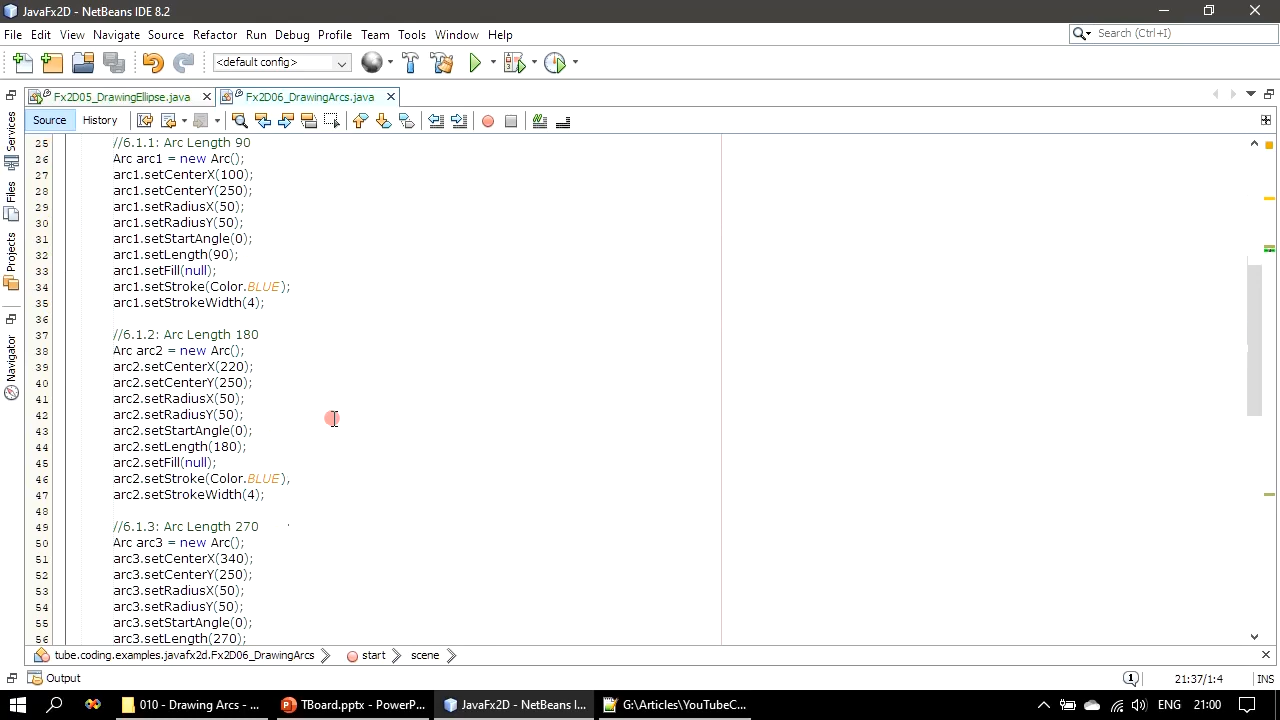 JavaFx2D - NetBeans IDE 8.2
File Edit View Navigate Source Refactor Run Debug Profile Team Tools Window Help
Search (Ctrl+I)
<default config>
Fx2D05_DrawingEllipse.java Fx2D06_DrawingArcs.java
Source History
Services
Files
Projects
Navigator
25 //6.1.1: Arc Length 90
26 Arc arc1 = new Arc();
27 arc1.setCenterX(100);
28 arc1.setCenterY(250);
29 arc1.setRadiusX(50);
30 arc1.setRadiusY(50);
31 arc1.setStartAngle(0);
32 arc1.setLength(90);
33 arc1.setFill(null);
34 arc1.setStroke(Color.BLUE);
35 arc1.setStrokeWidth(4);
36
37 //6.1.2: Arc Length 180
38 Arc arc2 = new Arc();
39 arc2.setCenterX(220);
40 arc2.setCenterY(250);
41 arc2.setRadiusX(50);
42 arc2.setRadiusY(50);
43 arc2.setStartAngle(0);
44 arc2.setLength(180);
45 arc2.setFill(null);
46 arc2.setStroke(Color.BLUE),
47 arc2.setStrokeWidth(4);
48
49 //6.1.3: Arc Length 270
50 Arc arc3 = new Arc();
51 arc3.setCenterX(340);
52 arc3.setCenterY(250);
53 arc3.setRadiusX(50);
54 arc3.setRadiusY(50);
55 arc3.setStartAngle(0);
56 arc3.setLength(270);
tube.coding.examples.javafx2d.Fx2D06_DrawingArcs start scene
Output
1 21:37/1:4 INS
010 - Drawing Arcs - ... TBoard.pptx - PowerP... JavaFx2D - NetBeans I... G:\Articles\YouTubeC... ENG 21:00